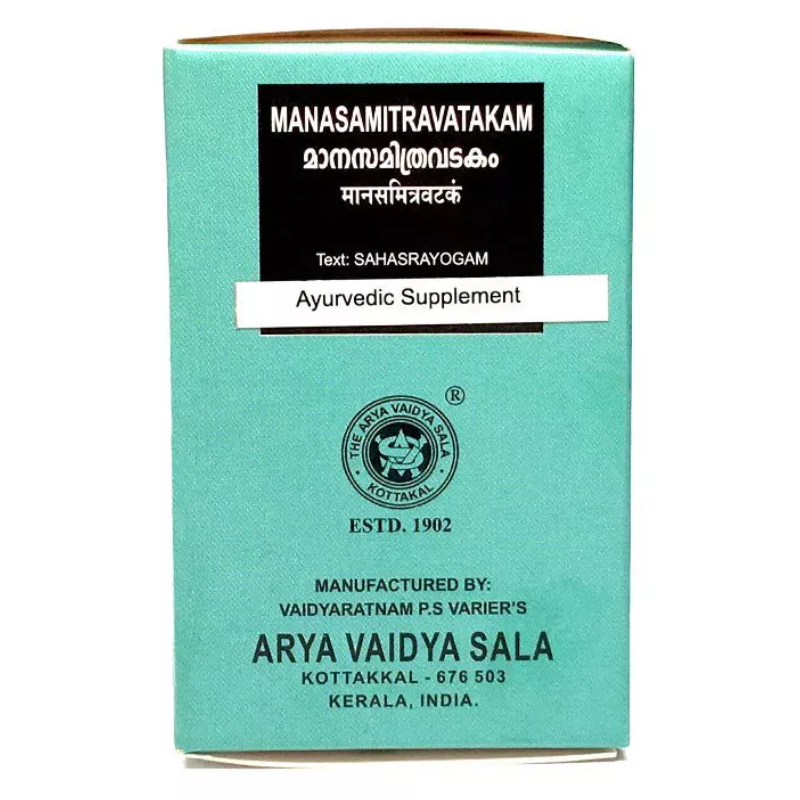 MANASAMITRAVATAKAM
മാനസമിത്രവടകം
मानसमित्रवटकं
Text: SAHASRAYOGAM
Ayurvedic Supplement
®
THE ARYA VAIDYA SALA
KOTTAKAL
ESTD. 1902
MANUFACTURED BY:
VAIDYARATNAM P.S VARIER'S
ARYA VAIDYA SALA
KOTTAKKAL - 676 503
KERALA, INDIA.